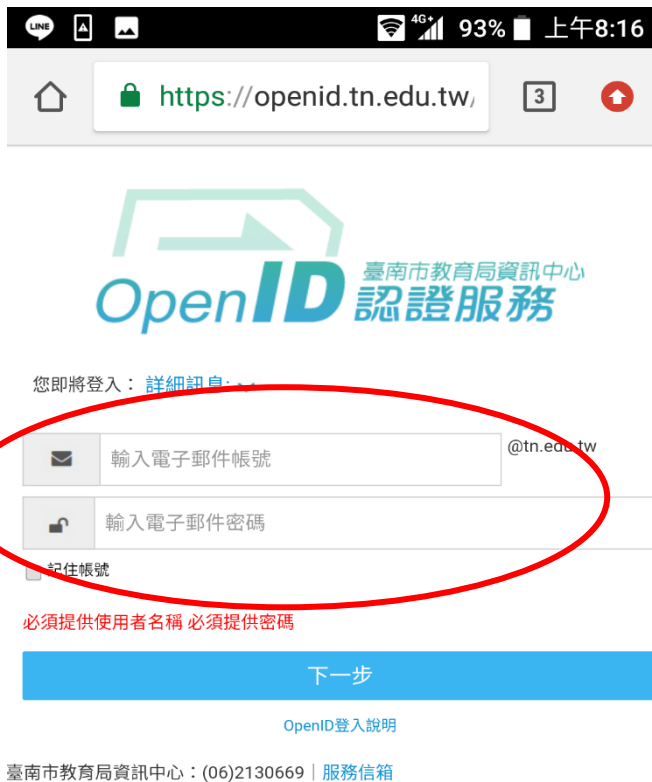 LINE A 4G+ 93% 上午8:16
https://openid.tn.edu.tw/ 3
臺南市教育局資訊中心
OpenID 認證服務
您即將登入： 詳細訊息:
輸入電子郵件帳號 @tn.edu.tw
輸入電子郵件密碼
記住帳號
必須提供使用者名稱 必須提供密碼
下一步
OpenID登入說明
臺南市教育局資訊中心：(06)2130669 | 服務信箱